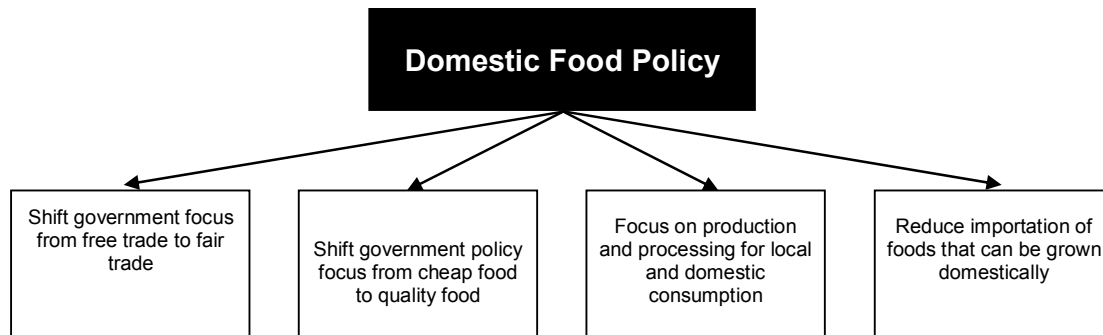 Domestic Food Policy
Shift government focus
from free trade to fair
trade
Shift government policy
focus from cheap food
to quality food
Focus on production
and processing for local
and domestic
consumption
Reduce importation of
foods that can be grown
domestically